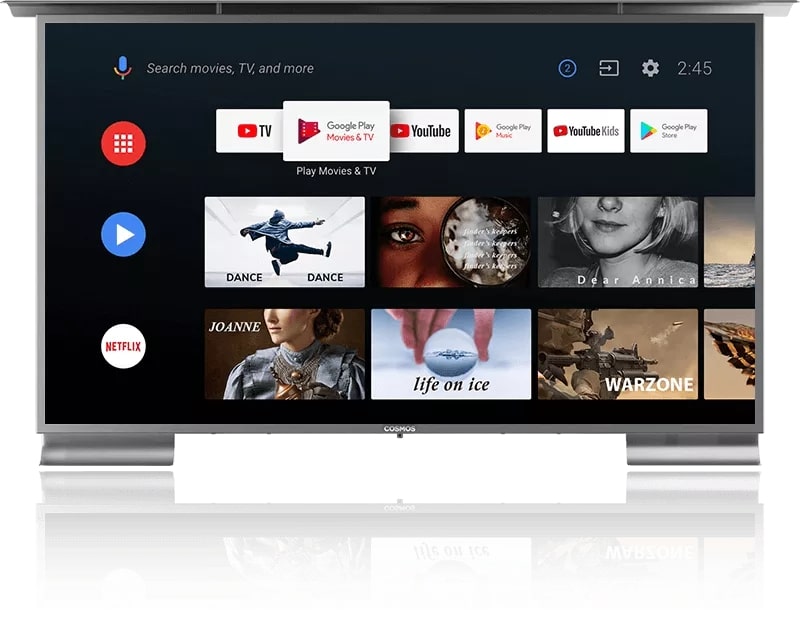 Search movies, TV, and more
2
2:45
TV
Google Play
Movies & TV
YouTube
Google Play
Music
YouTube Kids
Google Play
Store
Play Movies & TV
DANCE DANCE
finder's keepers
finder's keepers
finder's keepers
finder's keepers
Dear Annica
NETFLIX
JOANNE
life on ice
WARZONE
COSMOS